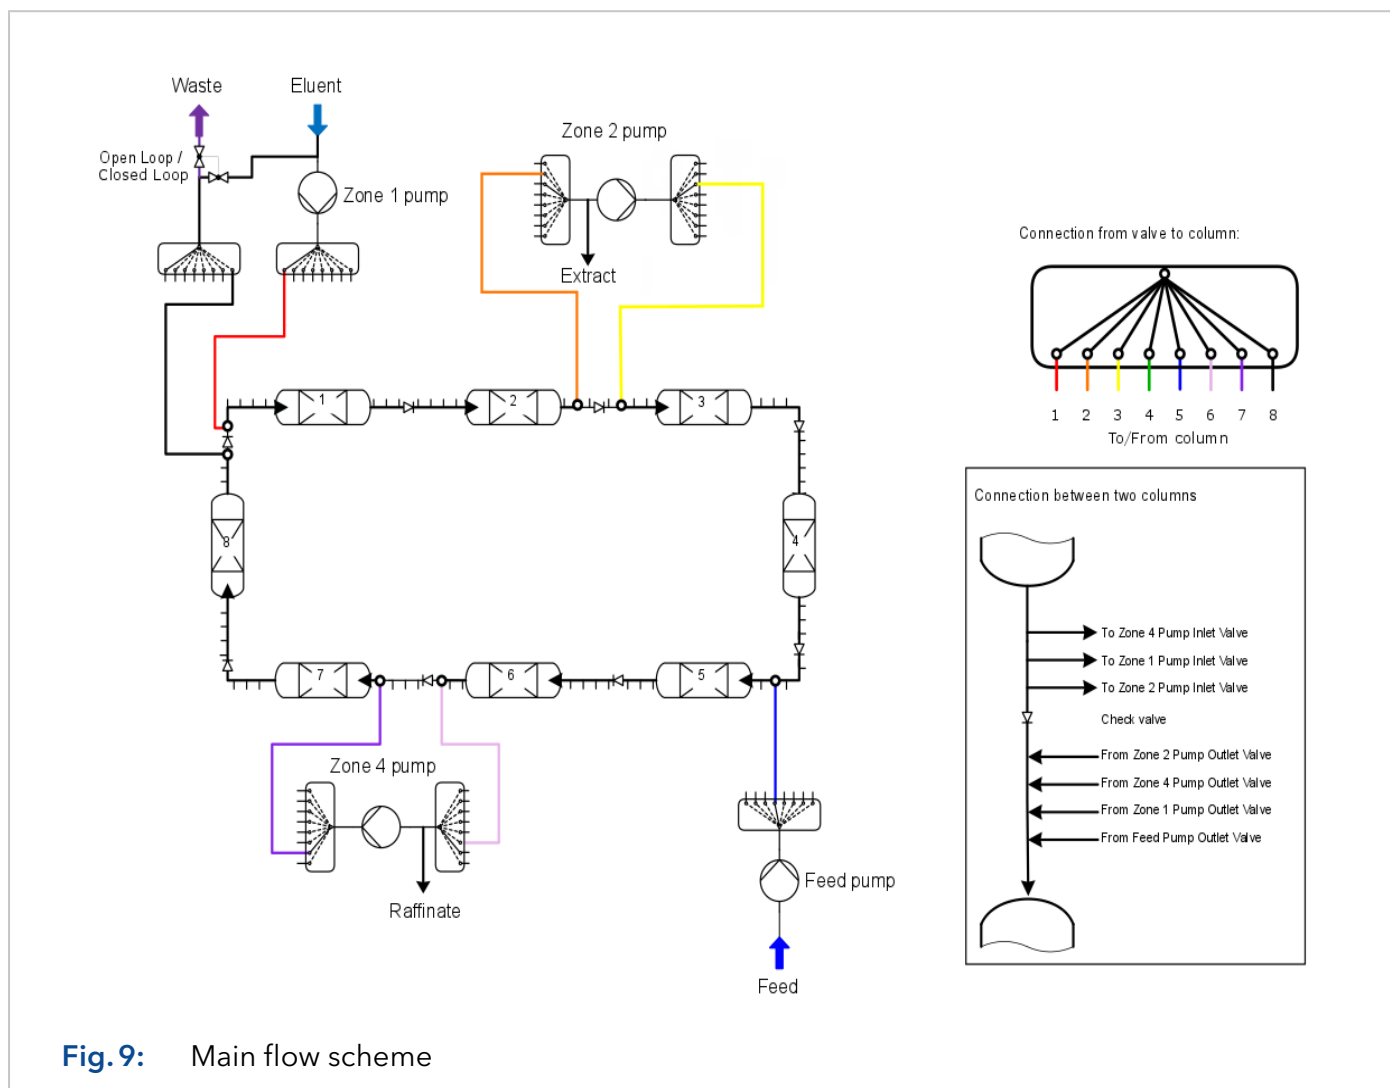 Waste
Eluent
Open Loop /
Closed Loop
Zone 1 pump
Zone 2 pump
Extract
Connection from valve to column:
1 2 3 4 5 6 7 8
To/From column
1
2
3
4
5
6
7
8
Connection between two columns
To Zone 4 Pump Inlet Valve
To Zone 1 Pump Inlet Valve
To Zone 2 Pump Inlet Valve
Check valve
From Zone 2 Pump Outlet Valve
From Zone 4 Pump Outlet Valve
From Zone 1 Pump Outlet Valve
From Feed Pump Outlet Valve
Zone 4 pump
Raffinate
Feed pump
Feed
Fig. 9: Main flow scheme